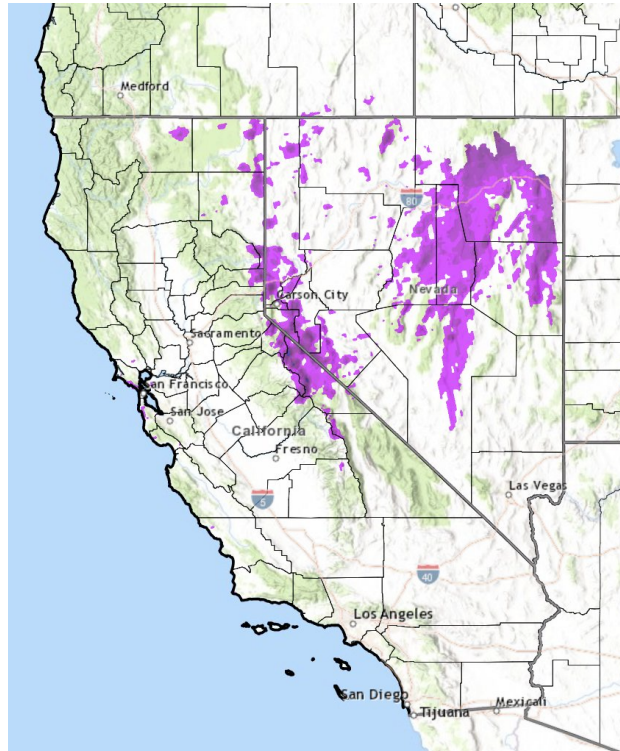 Medford
80
Carson City
Nevada
Sacramento
San Francisco
San Jose
California
Fresno
Las Vegas
5
40
Los Angeles
San Diego
Tijuana
Mexicali